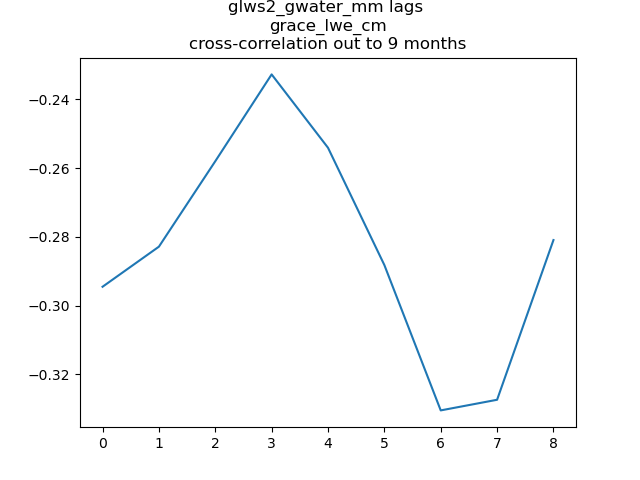 glws2_gwater_mm lags
grace_lwe_cm
cross-correlation out to 9 months
−0.24
−0.26
−0.28
−0.30
−0.32
0 1 2 3 4 5 6 7 8